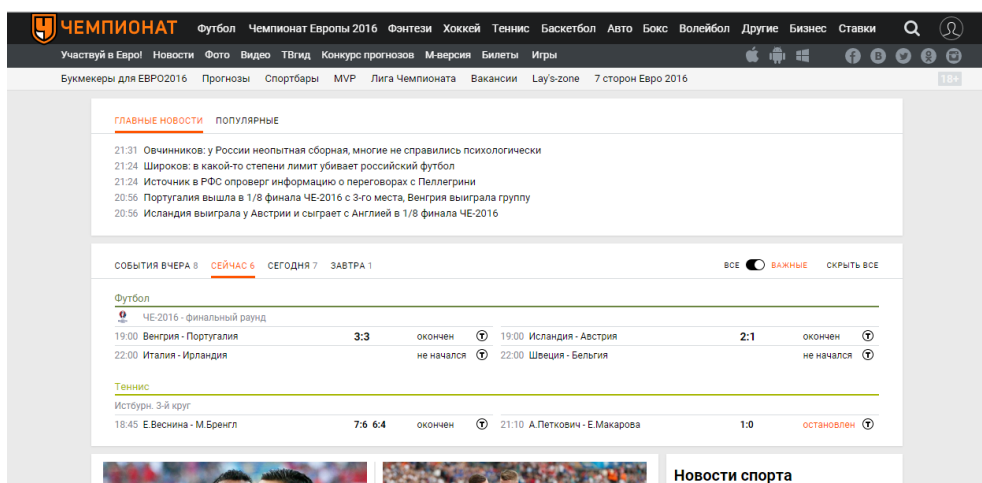 ЧЕМПИОНАТ Футбол Чемпионат Европы 2016 Фэнтези Хоккей Теннис Баскетбол Авто Бокс Волейбол Другие Бизнес Ставки
Участвуй в Евро! Новости Фото Видео ТВгид Конкурс прогнозов М-версия Билеты Игры
Букмекеры для ЕВРО2016 Прогнозы Спортбары MVP Лига Чемпионата Вакансии Lay's-zone 7 сторон Евро 2016 18+
ГЛАВНЫЕ НОВОСТИ ПОПУЛЯРНЫЕ
21:31 Овчинников: у России неопытная сборная, многие не справились психологически
21:24 Широков: в какой-то степени лимит убивает российский футбол
21:24 Источник в РФС опроверг информацию о переговорах с Пеллегрини
20:56 Португалия вышла в 1/8 финала ЧЕ-2016 с 3-го места, Венгрия выиграла группу
20:56 Исландия выиграла у Австрии и сыграет с Англией в 1/8 финала ЧЕ-2016
СОБЫТИЯ ВЧЕРА 8 СЕЙЧАС 6 СЕГОДНЯ 7 ЗАВТРА 1 ВСЕ ВАЖНЫЕ СКРЫТЬ ВСЕ
Футбол
ЧЕ-2016 - финальный раунд
19:00 Венгрия - Португалия 3:3 окончен T 19:00 Исландия - Австрия 2:1 окончен T
22:00 Италия - Ирландия не начался T 22:00 Швеция - Бельгия не начался T
Теннис
Истбурн. 3-й круг
18:45 Е.Веснина - М.Бренгл 7:6 6:4 окончен T 21:10 А.Петкович - Е.Макарова 1:0 остановлен T
Новости спорта